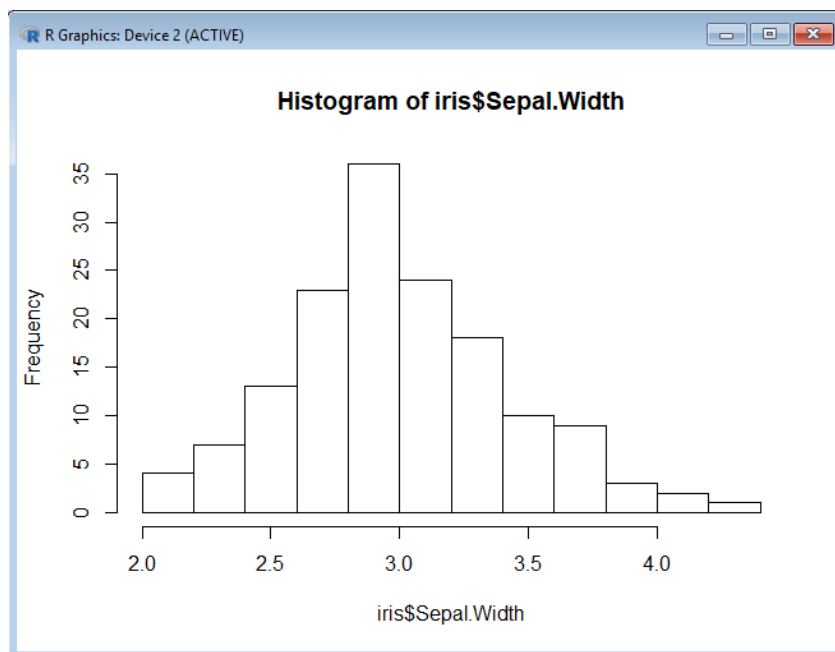 R Graphics: Device 2 (ACTIVE)
Histogram of iris$Sepal.Width
35
30
25
20
15
10
5
0
Frequency
2.0 2.5 3.0 3.5 4.0
iris$Sepal.Width